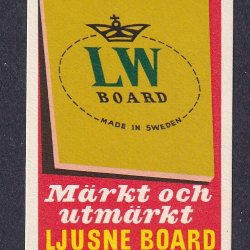 LW
BOARD
MADE IN SWEDEN
Märkt och
utmärkt
LJUSNE BOARD